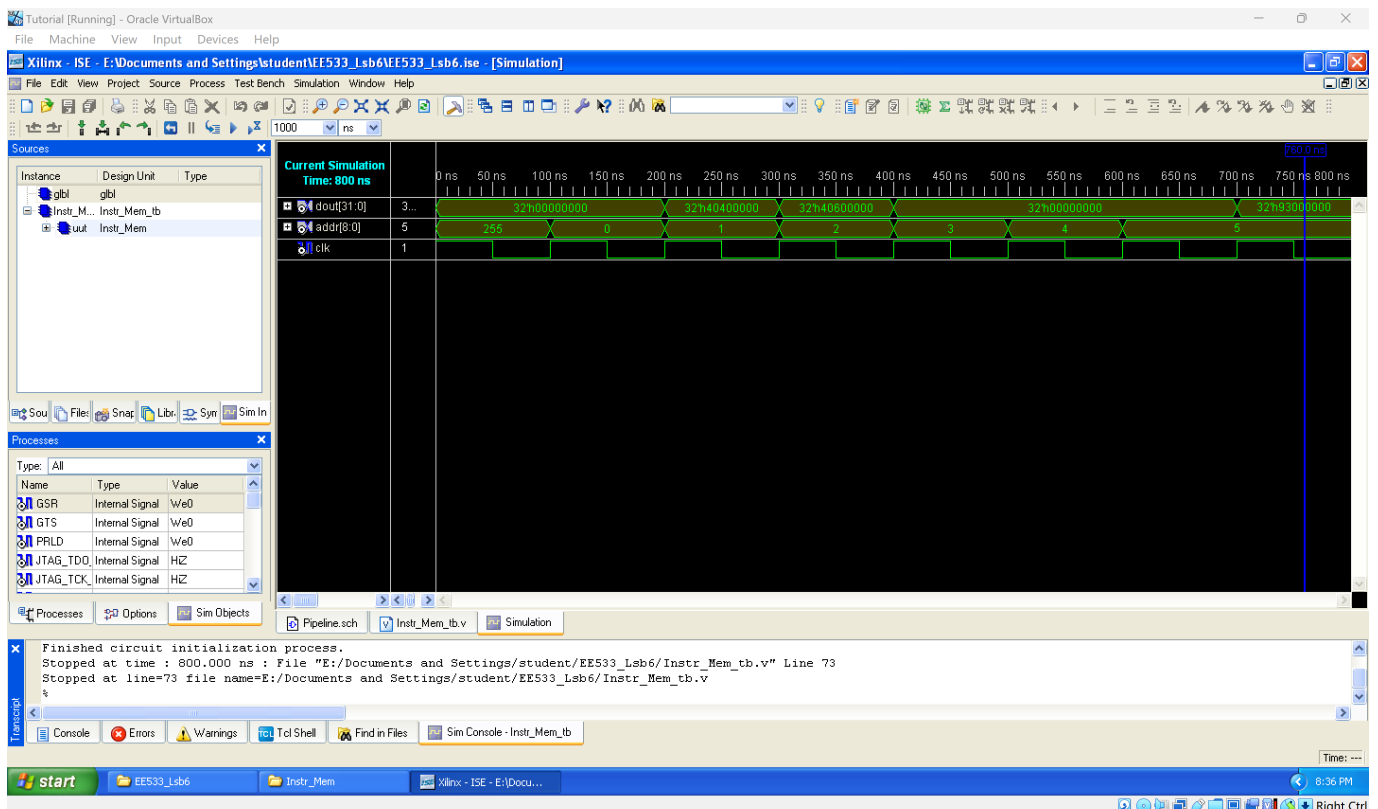 Tutorial [Running] - Oracle VirtualBox
File Machine View Input Devices Help
Xilinx - ISE - E:\Documents and Settings\student\EE533_Lsb6\EE533_Lsb6.ise - [Simulation]
File Edit View Project Source Process Test Bench Simulation Window Help
1000 ns
Sources
Instance Design Unit Type
glbl glbl
Instr_M... Instr_Mem_tb
uut Instr_Mem
Sou Files Snap Libr. Sym Sim In
Processes
Type: All
Name Type Value
GSR Internal Signal We0
GTS Internal Signal We0
PRLD Internal Signal We0
JTAG_TDO_ Internal Signal HiZ
JTAG_TCK_ Internal Signal HiZ
Processes Options Sim Objects
Current Simulation
Time: 800 ns
760.0 ns
0 ns 50 ns 100 ns 150 ns 200 ns 250 ns 300 ns 350 ns 400 ns 450 ns 500 ns 550 ns 600 ns 650 ns 700 ns 750 ns 800 ns
dout[31:0] 3... 32'h00000000 32'h40400000 32'h40600000 32'h00000000 32'h93000000
addr[8:0] 5 255 0 1 2 3 4 5
clk 1
Pipeline.sch Instr_Mem_tb.v Simulation
Finished circuit initialization process.
Stopped at time : 800.000 ns : File "E:/Documents and Settings/student/EE533_Lsb6/Instr_Mem_tb.v" Line 73
Stopped at line=73 file name=E:/Documents and Settings/student/EE533_Lsb6/Instr_Mem_tb.v
%
Transcript
Console Errors Warnings Tcl Shell Find in Files Sim Console - Instr_Mem_tb
Time: ---
start EE533_Lsb6 Instr_Mem Xilinx - ISE - E:\Docu... 8:36 PM
Right Ctrl